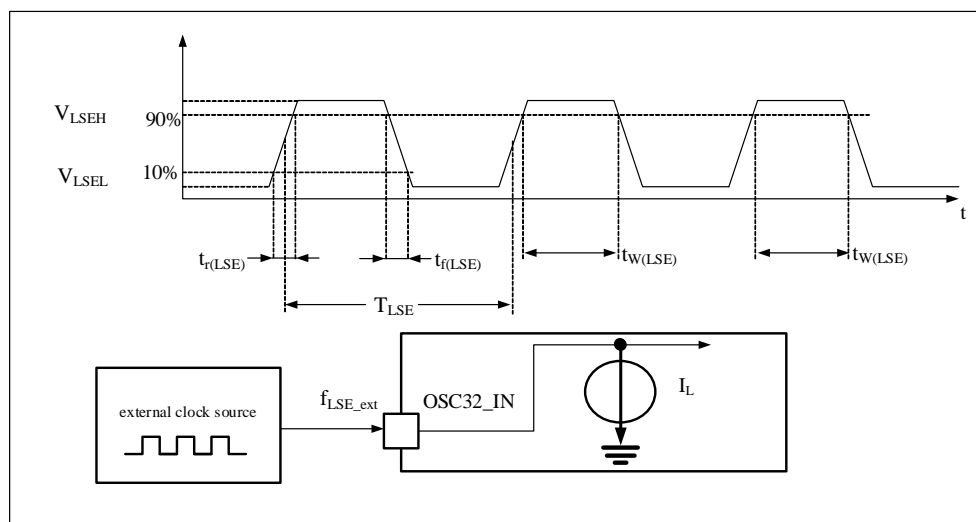 V_LSEH
90%
V_LSEL
10%
t
t_r(LSE)
t_f(LSE)
t_W(LSE)
t_W(LSE)
T_LSE
external clock source
f_LSE_ext
OSC32_IN
I_L